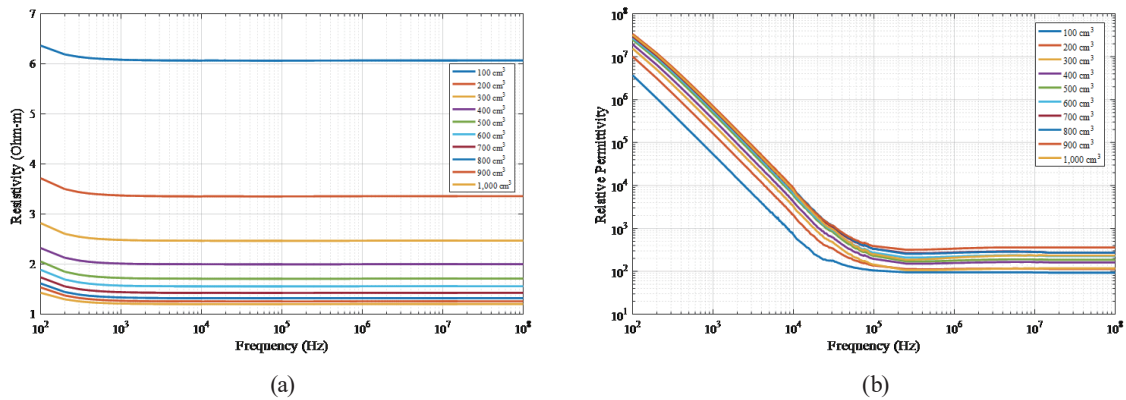 7
6
5
4
3
2
1
Resistivity (Ohm-m)
10² 10³ 10⁴ 10⁵ 10⁶ 10⁷ 10⁸
Frequency (Hz)
100 cm³
200 cm³
300 cm³
400 cm³
500 cm³
600 cm³
700 cm³
800 cm³
900 cm³
1,000 cm³
(a)
10⁸
10⁷
10⁶
10⁵
10⁴
10³
10²
10¹
Relative Permittivity
10² 10³ 10⁴ 10⁵ 10⁶ 10⁷ 10⁸
Frequency (Hz)
100 cm³
200 cm³
300 cm³
400 cm³
500 cm³
600 cm³
700 cm³
800 cm³
900 cm³
1,000 cm³
(b)